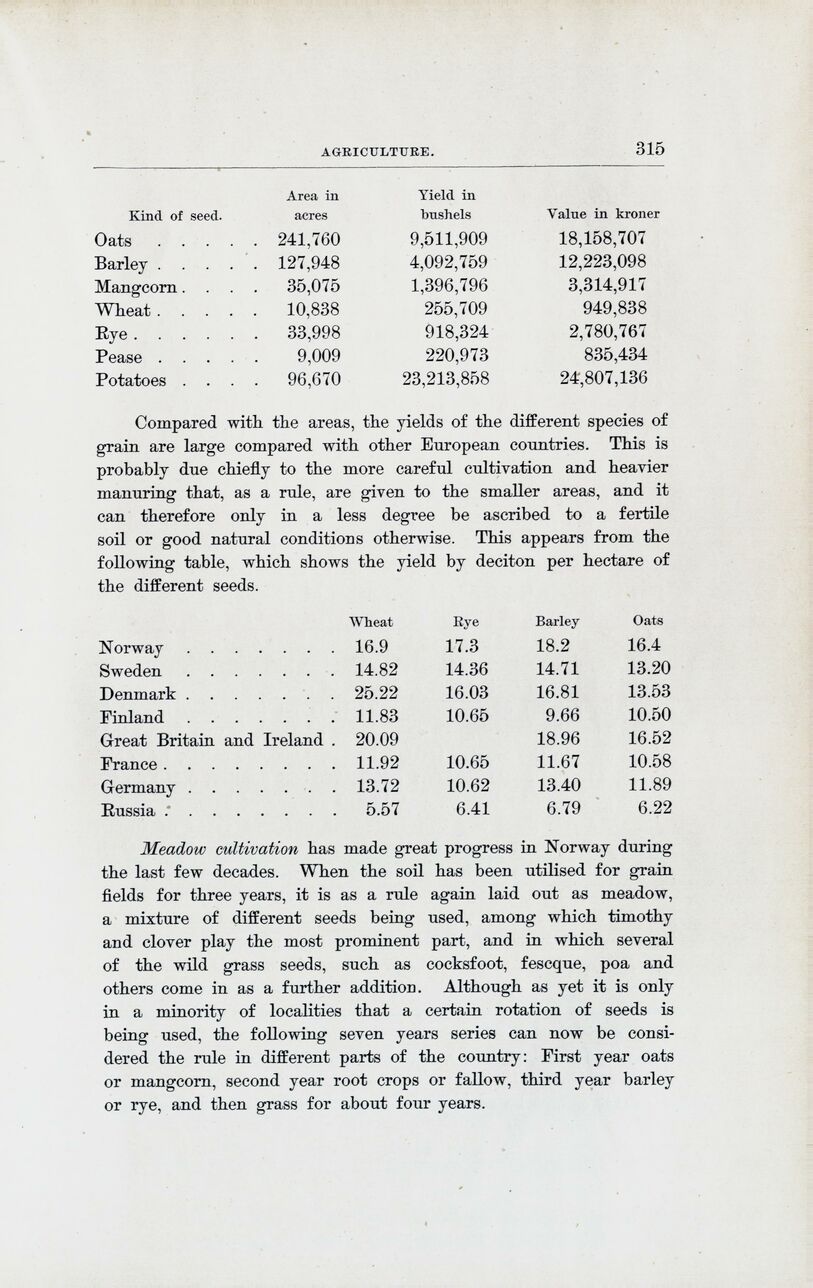 AGRICULTURE. 315
Area in Yield in
Kind of seed. acres bushels Value in kroner
Oats . . . . . 241,760 9,511,909 18,158,707
Barley . . . . . 127,948 4,092,759 12,223,098
Mangcorn . . . . 35,075 1,396,796 3,314,917
Wheat . . . . . 10,838 255,709 949,838
Rye . . . . . . 33,998 918,324 2,780,767
Pease . . . . . 9,009 220,973 835,434
Potatoes . . . . 96,670 23,213,858 24,807,136
Compared with the areas, the yields of the different species of
grain are large compared with other European countries. This is
probably due chiefly to the more careful cultivation and heavier
manuring that, as a rule, are given to the smaller areas, and it
can therefore only in a less degree be ascribed to a fertile
soil or good natural conditions otherwise. This appears from the
following table, which shows the yield by deciton per hectare of
the different seeds.
Wheat Rye Barley Oats
Norway . . . . . . . 16.9 17.3 18.2 16.4
Sweden . . . . . . . 14.82 14.36 14.71 13.20
Denmark . . . . . . . 25.22 16.03 16.81 13.53
Finland . . . . . . . 11.83 10.65 9.66 10.50
Great Britain and Ireland . 20.09 18.96 16.52
France . . . . . . . . 11.92 10.65 11.67 10.58
Germany . . . . . . . 13.72 10.62 13.40 11.89
Russia . . . . . . . . 5.57 6.41 6.79 6.22
Meadow cultivation has made great progress in Norway during
the last few decades. When the soil has been utilised for grain
fields for three years, it is as a rule again laid out as meadow,
a mixture of different seeds being used, among which timothy
and clover play the most prominent part, and in which several
of the wild grass seeds, such as cocksfoot, fescque, poa and
others come in as a further addition. Although as yet it is only
in a minority of localities that a certain rotation of seeds is
being used, the following seven years series can now be consi-
dered the rule in different parts of the country: First year oats
or mangcorn, second year root crops or fallow, third year barley
or rye, and then grass for about four years.